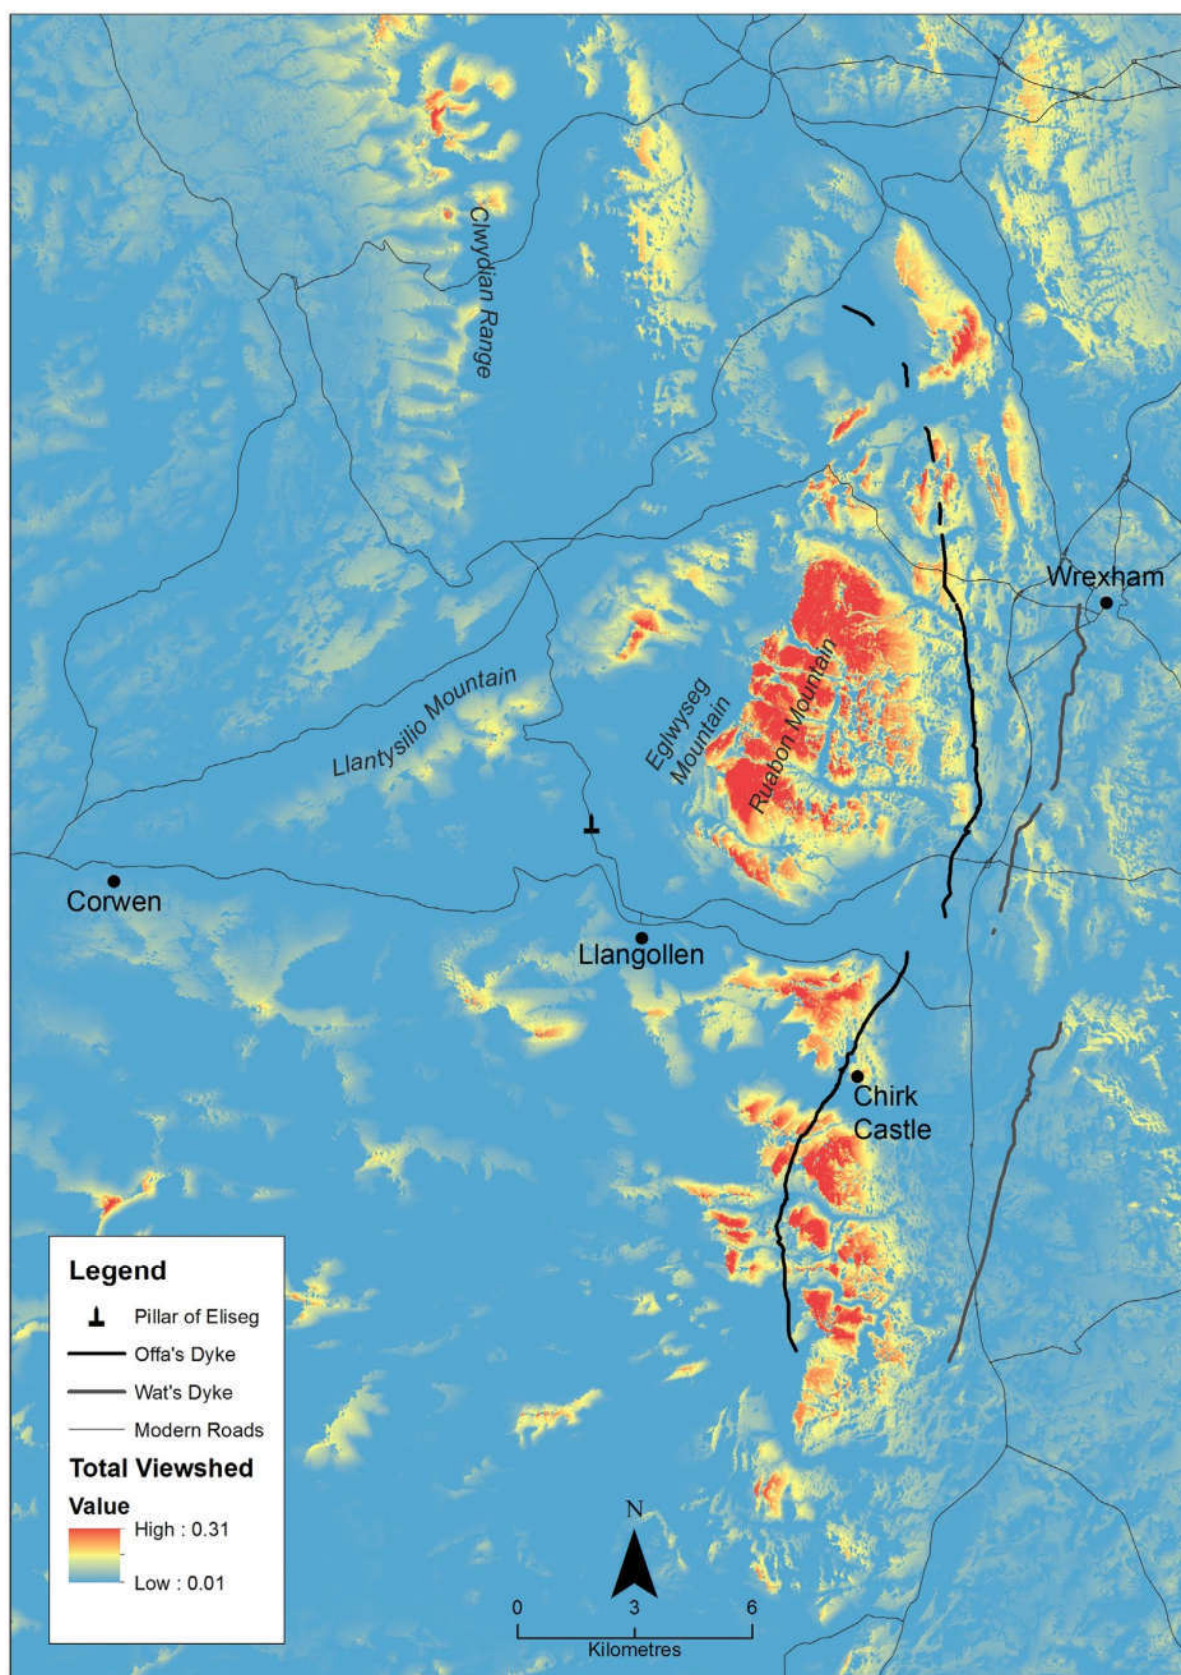 Clwydian Range
Wrexham
Llantysilio Mountain
Eglwyseg
Mountain
Ruabon Mountain
Corwen
Llangollen
Chirk
Castle
Legend
Pillar of Eliseg
Offa's Dyke
Wat's Dyke
Modern Roads
Total Viewshed
Value
High : 0.31
Low : 0.01
N
0 3 6
Kilometres